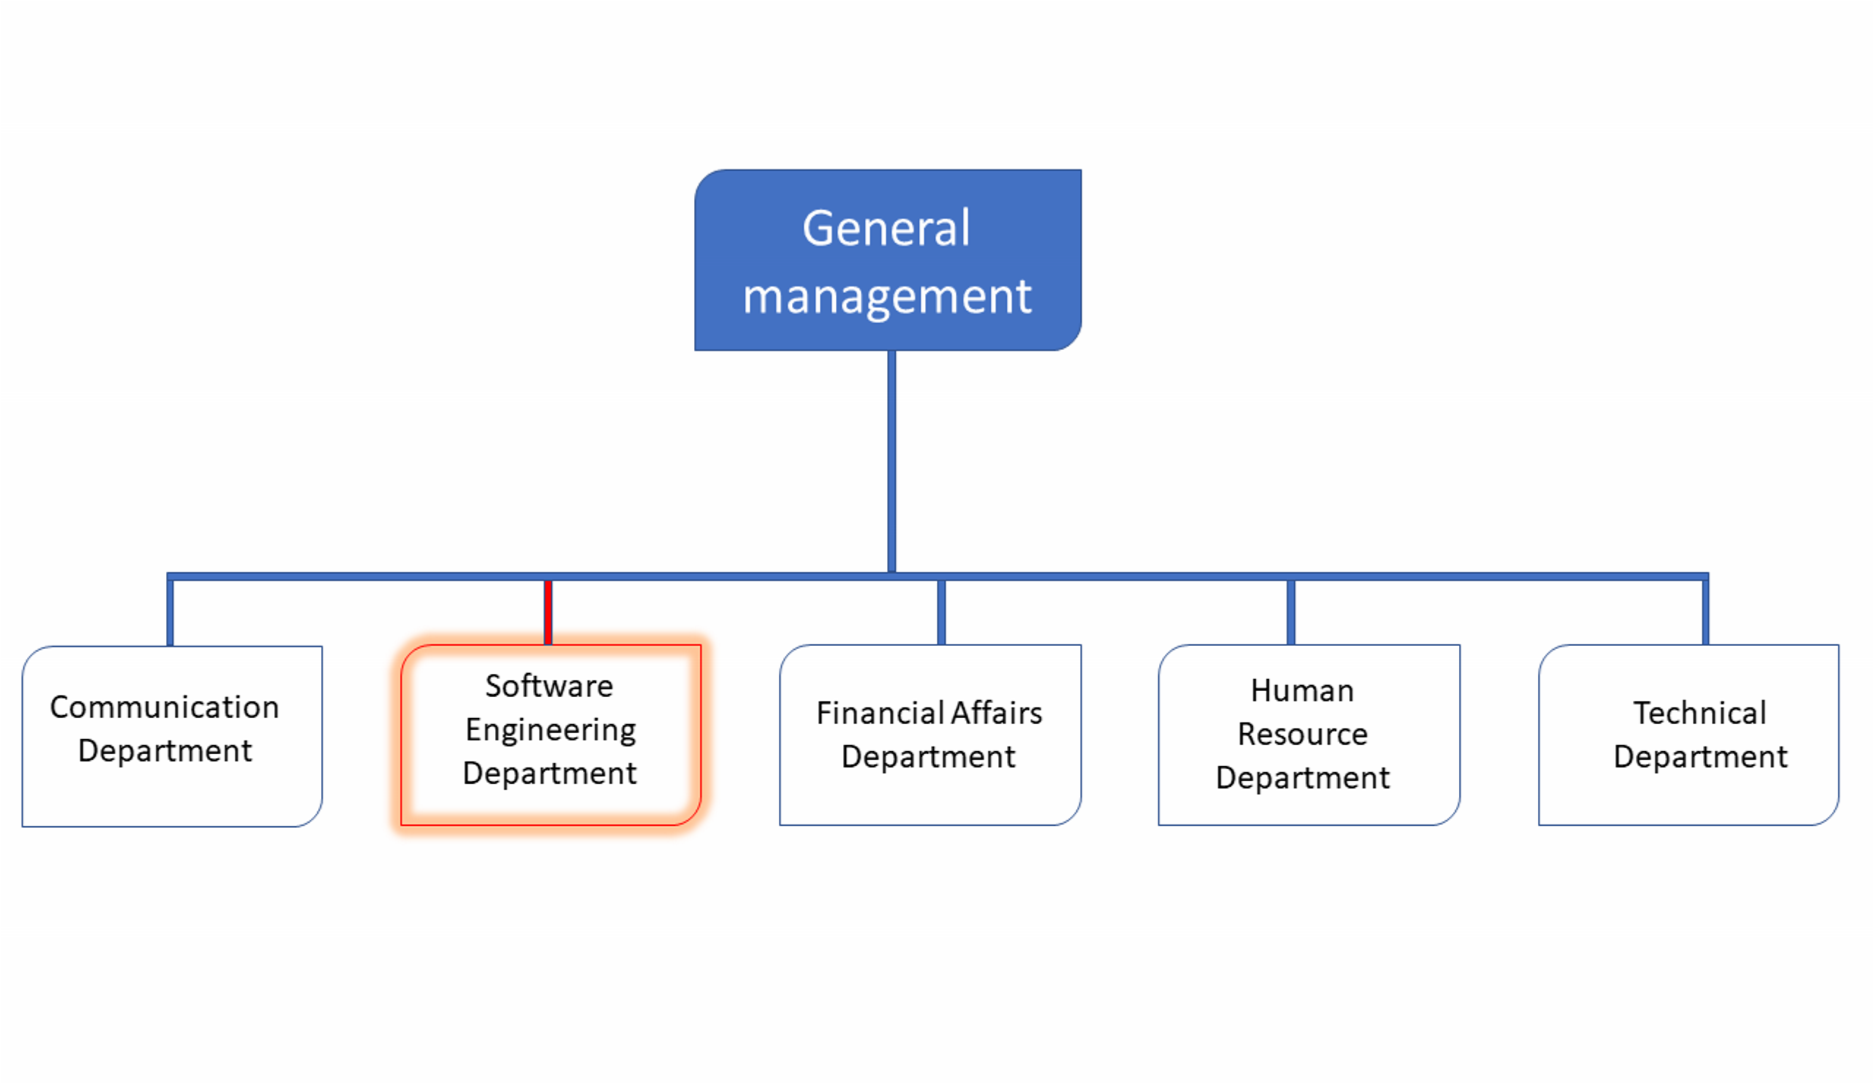 General
management
Communication
Department
Software
Engineering
Department
Financial Affairs
Department
Human
Resource
Department
Technical
Department